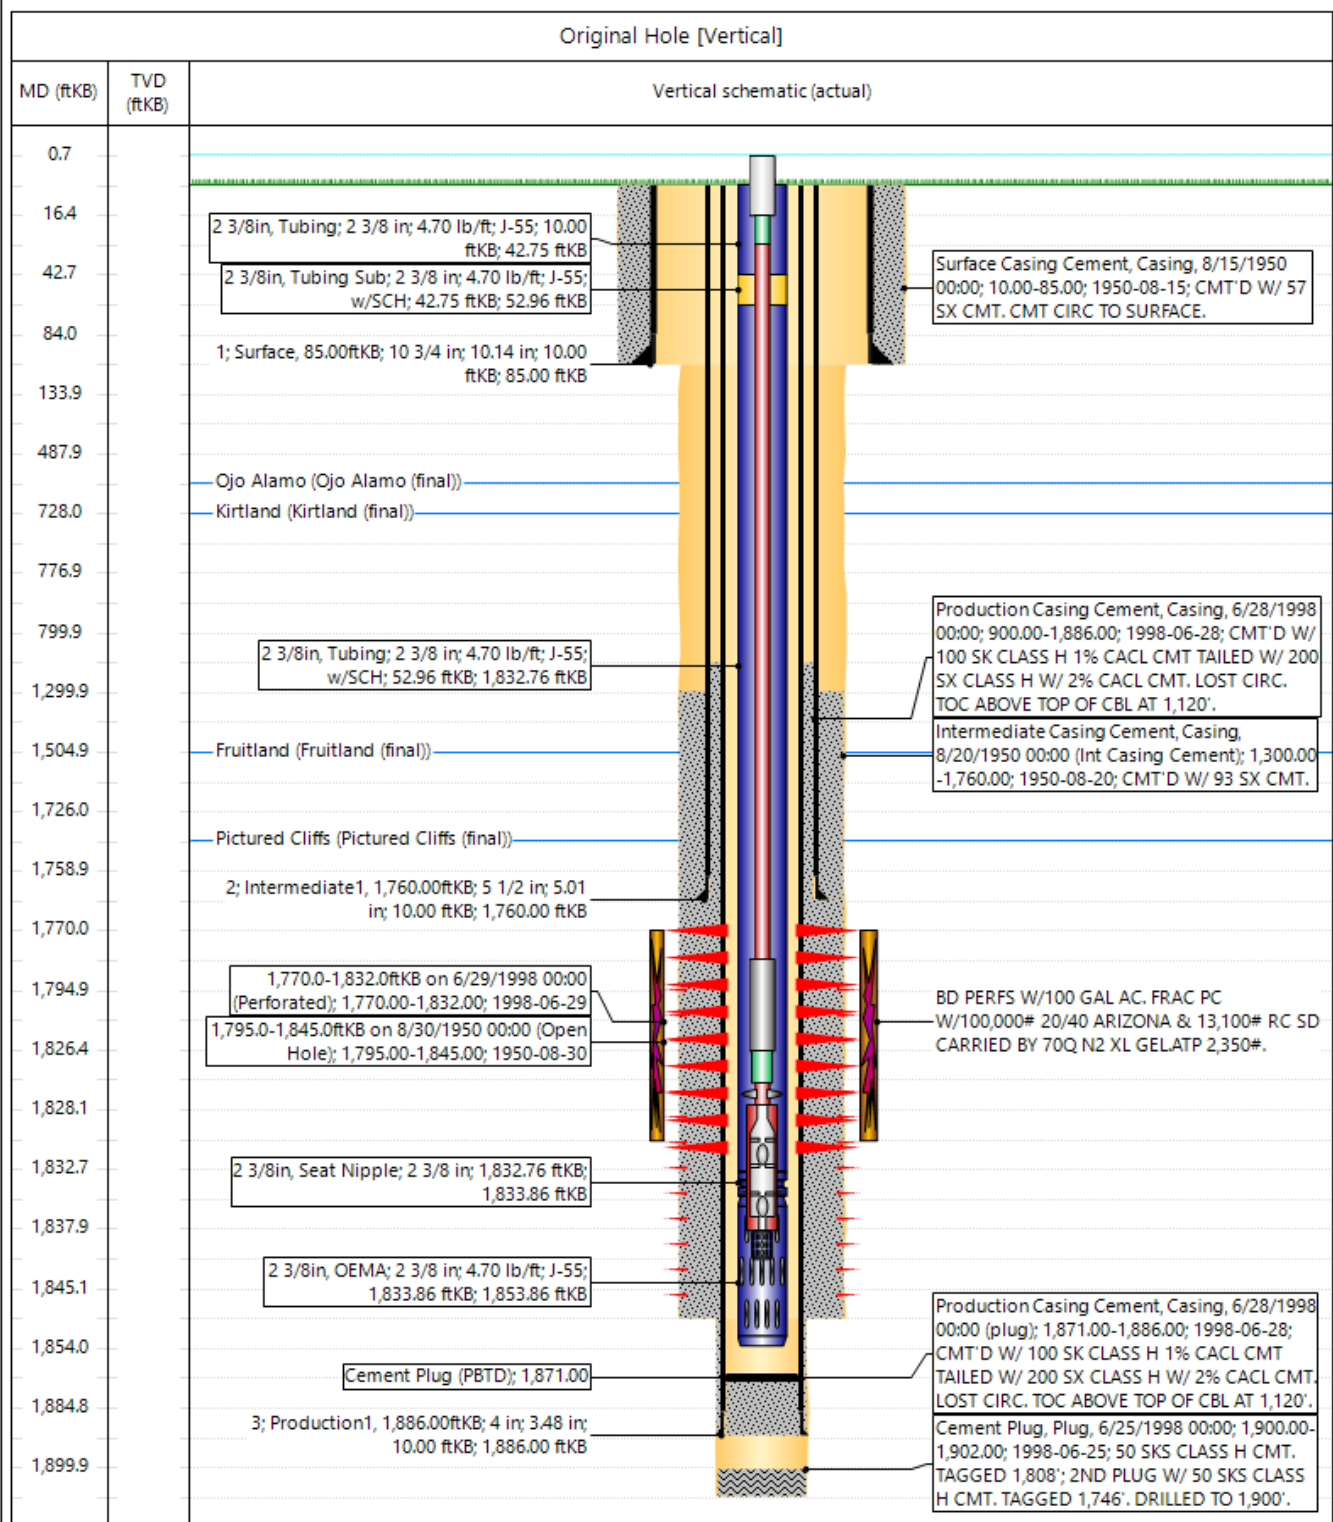 Original Hole [Vertical]
MD (ftKB)
TVD
(ftKB)
Vertical schematic (actual)
0.7
16.4
42.7
84.0
133.9
487.9
728.0
776.9
799.9
1,299.9
1,504.9
1,726.0
1,758.9
1,770.0
1,794.9
1,826.4
1,828.1
1,832.7
1,837.9
1,845.1
1,854.0
1,884.8
1,899.9
2 3/8in, Tubing; 2 3/8 in; 4.70 lb/ft; J-55; 10.00
ftKB; 42.75 ftKB
2 3/8in, Tubing Sub; 2 3/8 in; 4.70 lb/ft; J-55;
w/SCH; 42.75 ftKB; 52.96 ftKB
1; Surface, 85.00ftKB; 10 3/4 in; 10.14 in; 10.00
ftKB; 85.00 ftKB
Ojo Alamo (Ojo Alamo (final))
Kirtland (Kirtland (final))
2 3/8in, Tubing; 2 3/8 in; 4.70 lb/ft; J-55;
w/SCH; 52.96 ftKB; 1,832.76 ftKB
Fruitland (Fruitland (final))
Pictured Cliffs (Pictured Cliffs (final))
2; Intermediate1, 1,760.00ftKB; 5 1/2 in; 5.01
in; 10.00 ftKB; 1,760.00 ftKB
1,770.0-1,832.0ftKB on 6/29/1998 00:00
(Perforated); 1,770.00-1,832.00; 1998-06-29
1,795.0-1,845.0ftKB on 8/30/1950 00:00 (Open
Hole); 1,795.00-1,845.00; 1950-08-30
2 3/8in, Seat Nipple; 2 3/8 in; 1,832.76 ftKB;
1,833.86 ftKB
2 3/8in, OEMA; 2 3/8 in; 4.70 lb/ft; J-55;
1,833.86 ftKB; 1,853.86 ftKB
Cement Plug (PBTD); 1,871.00
3; Production1, 1,886.00ftKB; 4 in; 3.48 in;
10.00 ftKB; 1,886.00 ftKB
Surface Casing Cement, Casing, 8/15/1950
00:00; 10.00-85.00; 1950-08-15; CMT'D W/ 57
SX CMT. CMT CIRC TO SURFACE.
Production Casing Cement, Casing, 6/28/1998
00:00; 900.00-1,886.00; 1998-06-28; CMT'D W/
100 SK CLASS H 1% CACL CMT TAILED W/ 200
SX CLASS H W/ 2% CACL CMT. LOST CIRC.
TOC ABOVE TOP OF CBL AT 1,120'.
Intermediate Casing Cement, Casing,
8/20/1950 00:00 (Int Casing Cement); 1,300.00
-1,760.00; 1950-08-20; CMT'D W/ 93 SX CMT.
BD PERFS W/100 GAL AC. FRAC PC
W/100,000# 20/40 ARIZONA & 13,100# RC SD
CARRIED BY 70Q N2 XL GEL.ATP 2,350#.
Production Casing Cement, Casing, 6/28/1998
00:00 (plug); 1,871.00-1,886.00; 1998-06-28;
CMT'D W/ 100 SK CLASS H 1% CACL CMT
TAILED W/ 200 SX CLASS H W/ 2% CACL CMT.
LOST CIRC. TOC ABOVE TOP OF CBL AT 1,120'.
Cement Plug, Plug, 6/25/1998 00:00; 1,900.00-
1,902.00; 1998-06-25; 50 SKS CLASS H CMT.
TAGGED 1,808'; 2ND PLUG W/ 50 SKS CLASS
H CMT. TAGGED 1,746'. DRILLED TO 1,900'.